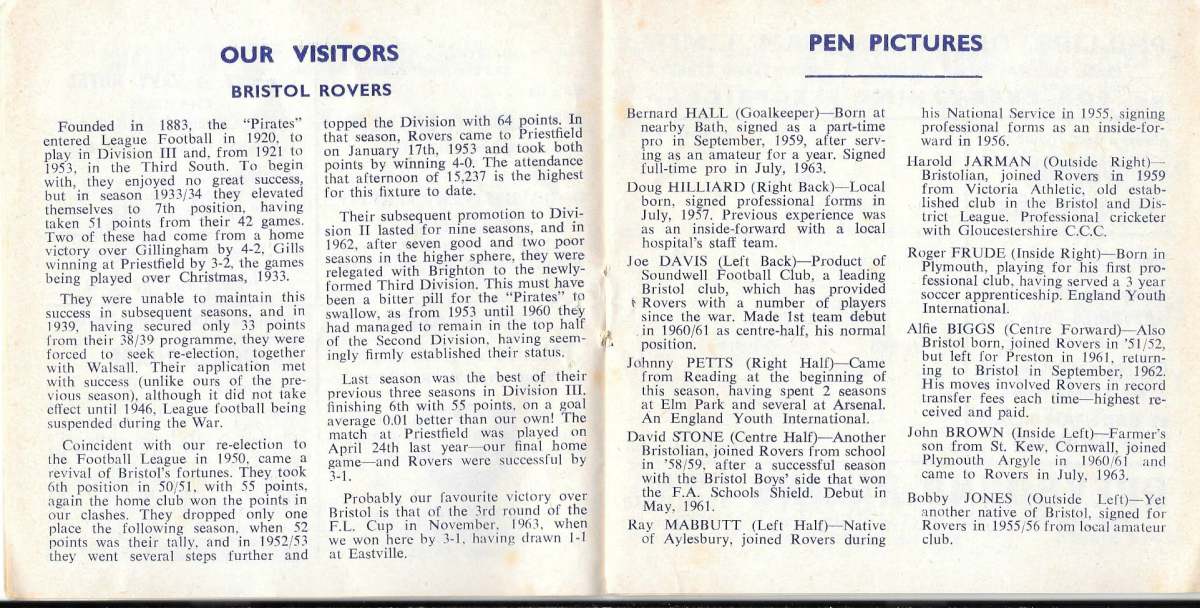 OUR VISITORS
BRISTOL ROVERS
Founded in 1883, the "Pirates"
entered League Football in 1920, to
play in Division III and, from 1921 to
1953, in the Third South. To begin
with, they enjoyed no great success,
but in season 1933/34 they elevated
themselves to 7th position, having
taken 51 points from their 42 games.
Two of these had come from a home
victory over Gillingham by 4-2, Gills
winning at Priestfield by 3-2, the games
being played over Christmas, 1933.
They were unable to maintain this
success in subsequent seasons, and in
1939, having secured only 33 points
from their 38/39 programme, they were
forced to seek re-election, together
with Walsall. Their application met
with success (unlike ours of the pre-
vious season), although it did not take
effect until 1946, League football being
suspended during the War.
Coincident with our re-election to
the Football League in 1950, came a
revival of Bristol's fortunes. They took
6th position in 50/51, with 55 points,
again the home club won the points in
our clashes. They dropped only one
place the following season, when 52
points was their tally, and in 1952/53
they went several steps further and
topped the Division with 64 points. In
that season, Rovers came to Priestfield
on January 17th, 1953 and took both
points by winning 4-0. The attendance
that afternoon of 15,237 is the highest
for this fixture to date.
Their subsequent promotion to Divi-
sion II lasted for nine seasons, and in
1962, after seven good and two poor
seasons in the higher sphere, they were
relegated with Brighton to the newly-
formed Third Division. This must have
been a bitter pill for the "Pirates" to
swallow, as from 1953 until 1960 they
had managed to remain in the top half
of the Second Division, having seem-
ingly firmly established their status.
Last season was the best of their
previous three seasons in Division III,
finishing 6th with 55 points, on a goal
average 0.01 better than our own! The
match at Priestfield was played on
April 24th last year—our final home
game—and Rovers were successful by
3-1.
Probably our favourite victory over
Bristol is that of the 3rd round of the
F.L. Cup in November, 1963, when
we won here by 3-1, having drawn 1-1
at Eastville.
PEN PICTURES
Bernard HALL (Goalkeeper)—Born at
nearby Bath, signed as a part-time
pro in September, 1959, after serv-
ing as an amateur for a year. Signed
full-time pro in July, 1963.
Doug HILLIARD (Right Back)—Local
born, signed professional forms in
July, 1957. Previous experience was
as an inside-forward with a local
hospital's staff team.
Joe DAVIS (Left Back)—Product of
Soundwell Football Club, a leading
Bristol club, which has provided
Rovers with a number of players
since the war. Made 1st team debut
in 1960/61 as centre-half, his normal
position.
Johnny PETTS (Right Half)—Came
from Reading at the beginning of
this season, having spent 2 seasons
at Elm Park and several at Arsenal.
An England Youth International.
David STONE (Centre Half)—Another
Bristolian, joined Rovers from school
in '58/59, after a successful season
with the Bristol Boys' side that won
the F.A. Schools Shield. Debut in
May, 1961.
Ray MABBUTT (Left Half)—Native
of Aylesbury, joined Rovers during
his National Service in 1955, signing
professional forms as an inside-for-
ward in 1956.
Harold JARMAN (Outside Right)—
Bristolian, joined Rovers in 1959
from Victoria Athletic, old estab-
lished club in the Bristol and Dis-
trict League. Professional cricketer
with Gloucestershire C.C.C.
Roger FRUDE (Inside Right)—Born in
Plymouth, playing for his first pro-
fessional club, having served a 3 year
soccer apprenticeship. England Youth
International.
Alfie BIGGS (Centre Forward)—Also
Bristol born, joined Rovers in '51/52,
but left for Preston in 1961, return-
ing to Bristol in September, 1962.
His moves involved Rovers in record
transfer fees each time—highest re-
ceived and paid.
John BROWN (Inside Left)—Farmer's
son from St. Kew, Cornwall, joined
Plymouth Argyle in 1960/61 and
came to Rovers in July, 1963.
Bobby JONES (Outside Left)—Yet
another native of Bristol, signed for
Rovers in 1955/56 from local amateur
club.